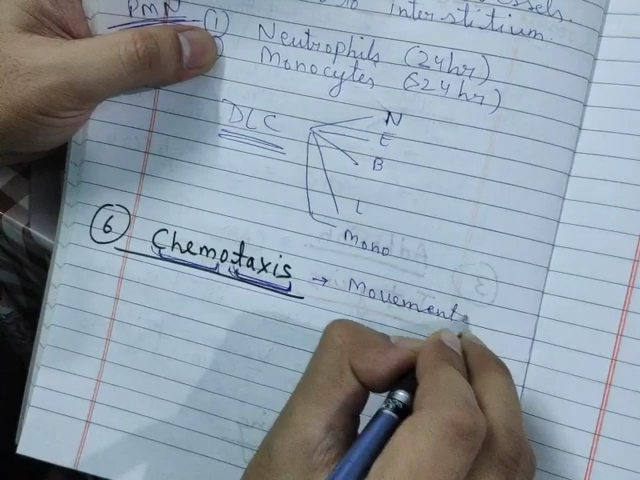 interstitium.
PMN ① Neutrophils (24hr)
Monocytes (>24hr)
DLC
N
E
B
L
Mono
⑥ Chemotaxis → Movement